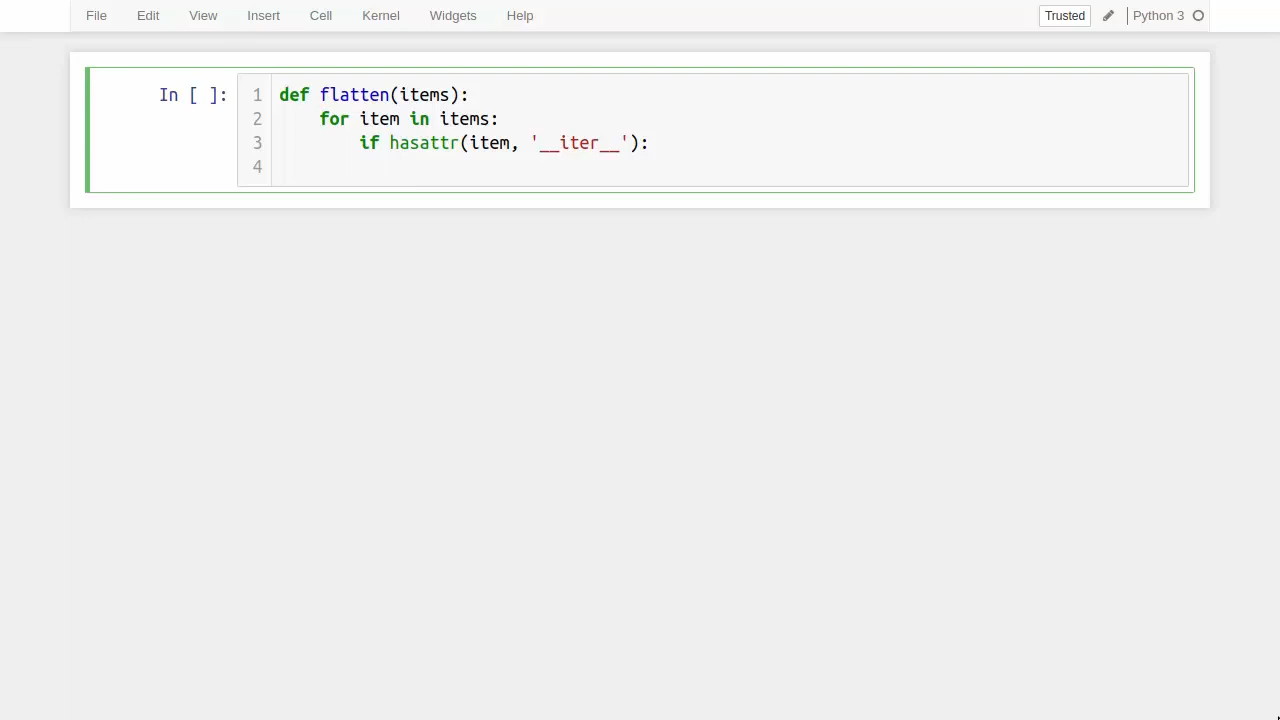 File Edit View Insert Cell Kernel Widgets Help Trusted Python 3
In [ ]:
1 def flatten(items):
2     for item in items:
3         if hasattr(item, '__iter__'):
4